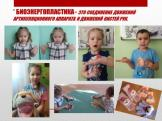 * БИОЭНЕРГОПЛАСТИКА - ЭТО СОЕДИНЕНИЕ ДВИЖЕНИЙ
АРТИКУЛЯЦИОННОГО АППАРАТА И ДВИЖЕНИЙ КИСТЕЙ РУК.